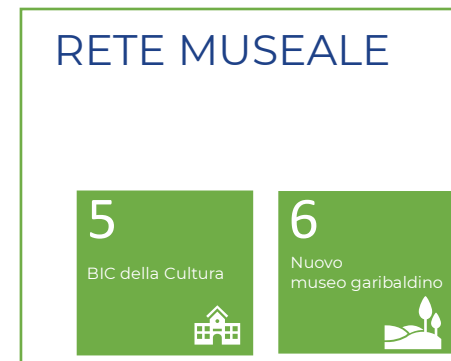 RETE MUSEALE
5
BIC della Cultura
6
Nuovo
museo garibaldino